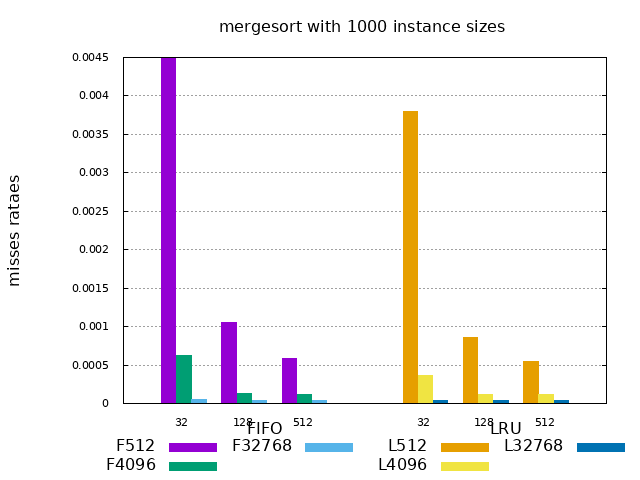 mergesort with 1000 instance sizes
misses rataes
0.0045
0.004
0.0035
0.003
0.0025
0.002
0.0015
0.001
0.0005
0
32 128 512 32 128 512
FIFO LRU
F512 F32768 L512 L32768
F4096 L4096